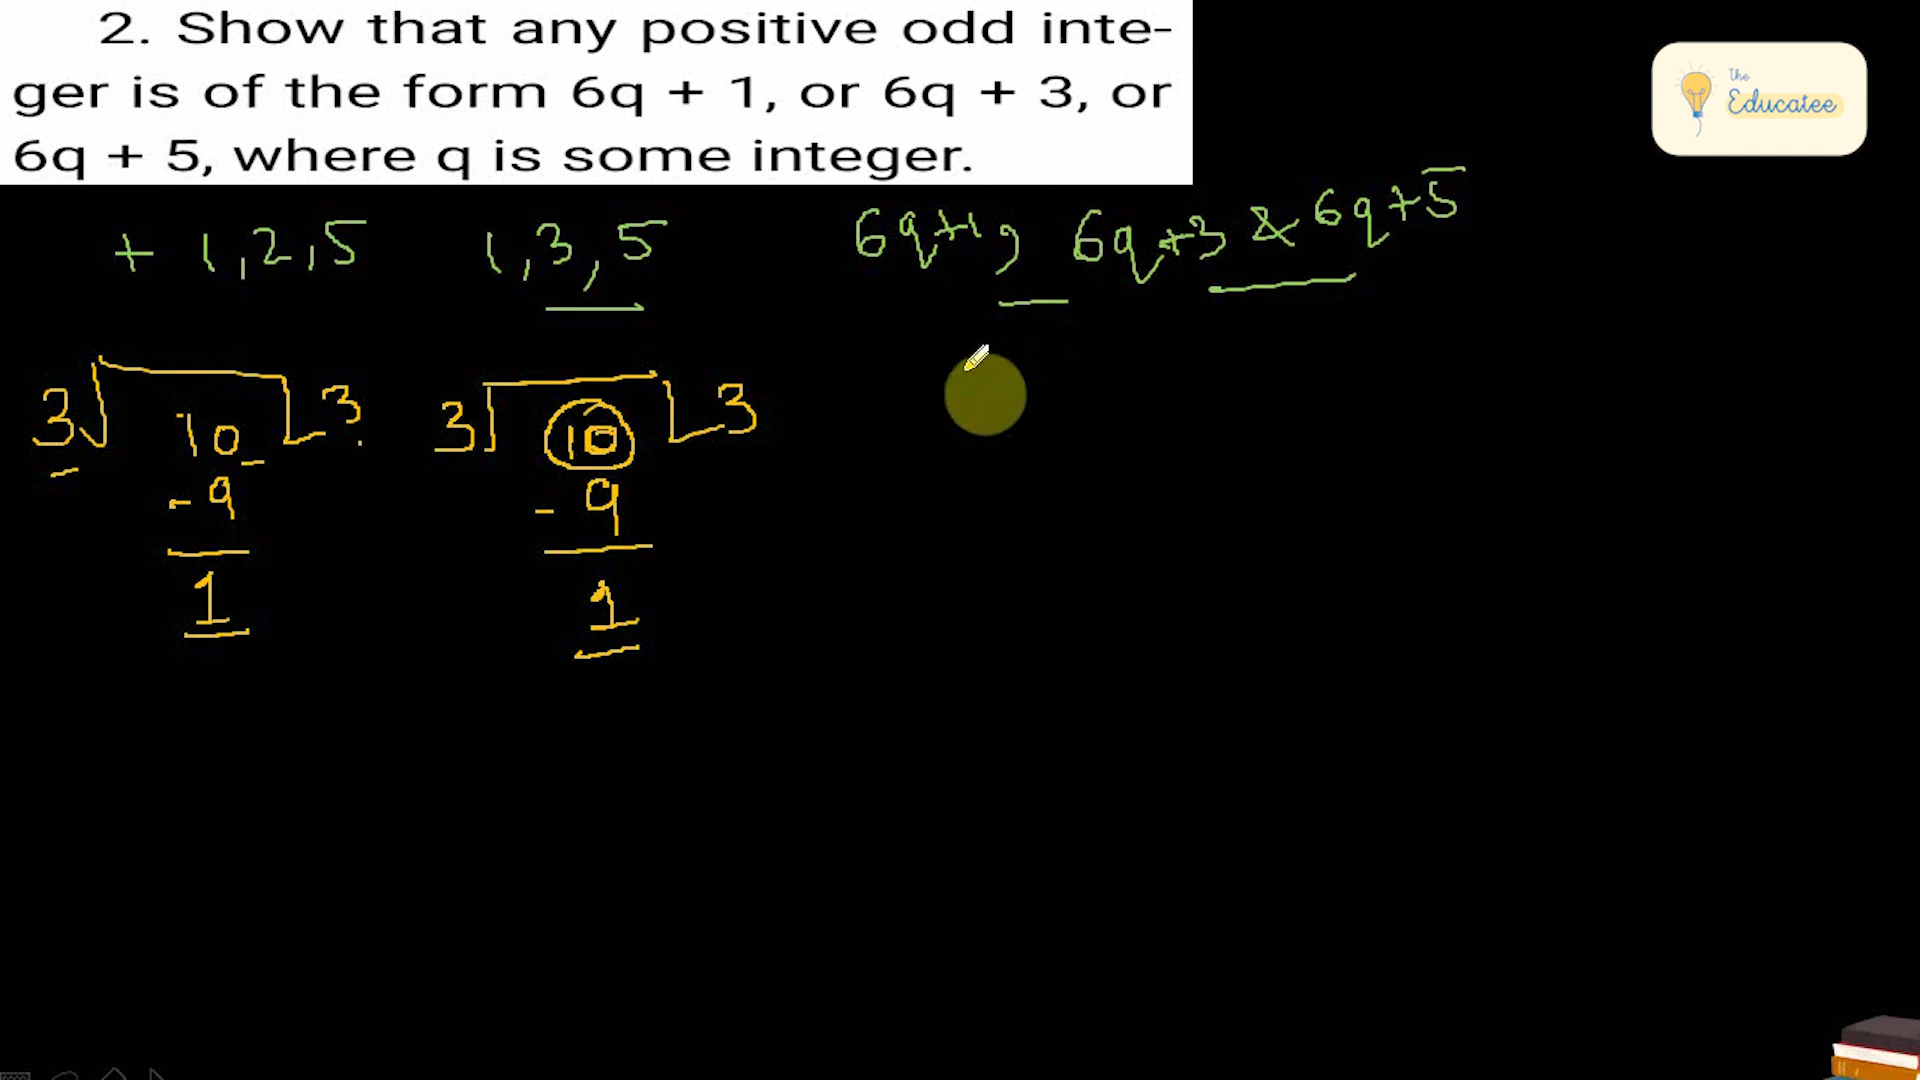 2. Show that any positive odd inte-
ger is of the form 6q + 1, or 6q + 3, or
6q + 5, where q is some integer.
The
Educatee
+ 1,2,5 1,3,5 6q+1, 6q+3 & 6q+5
3 10 3 3 10 3
- 9 - 9
1 1